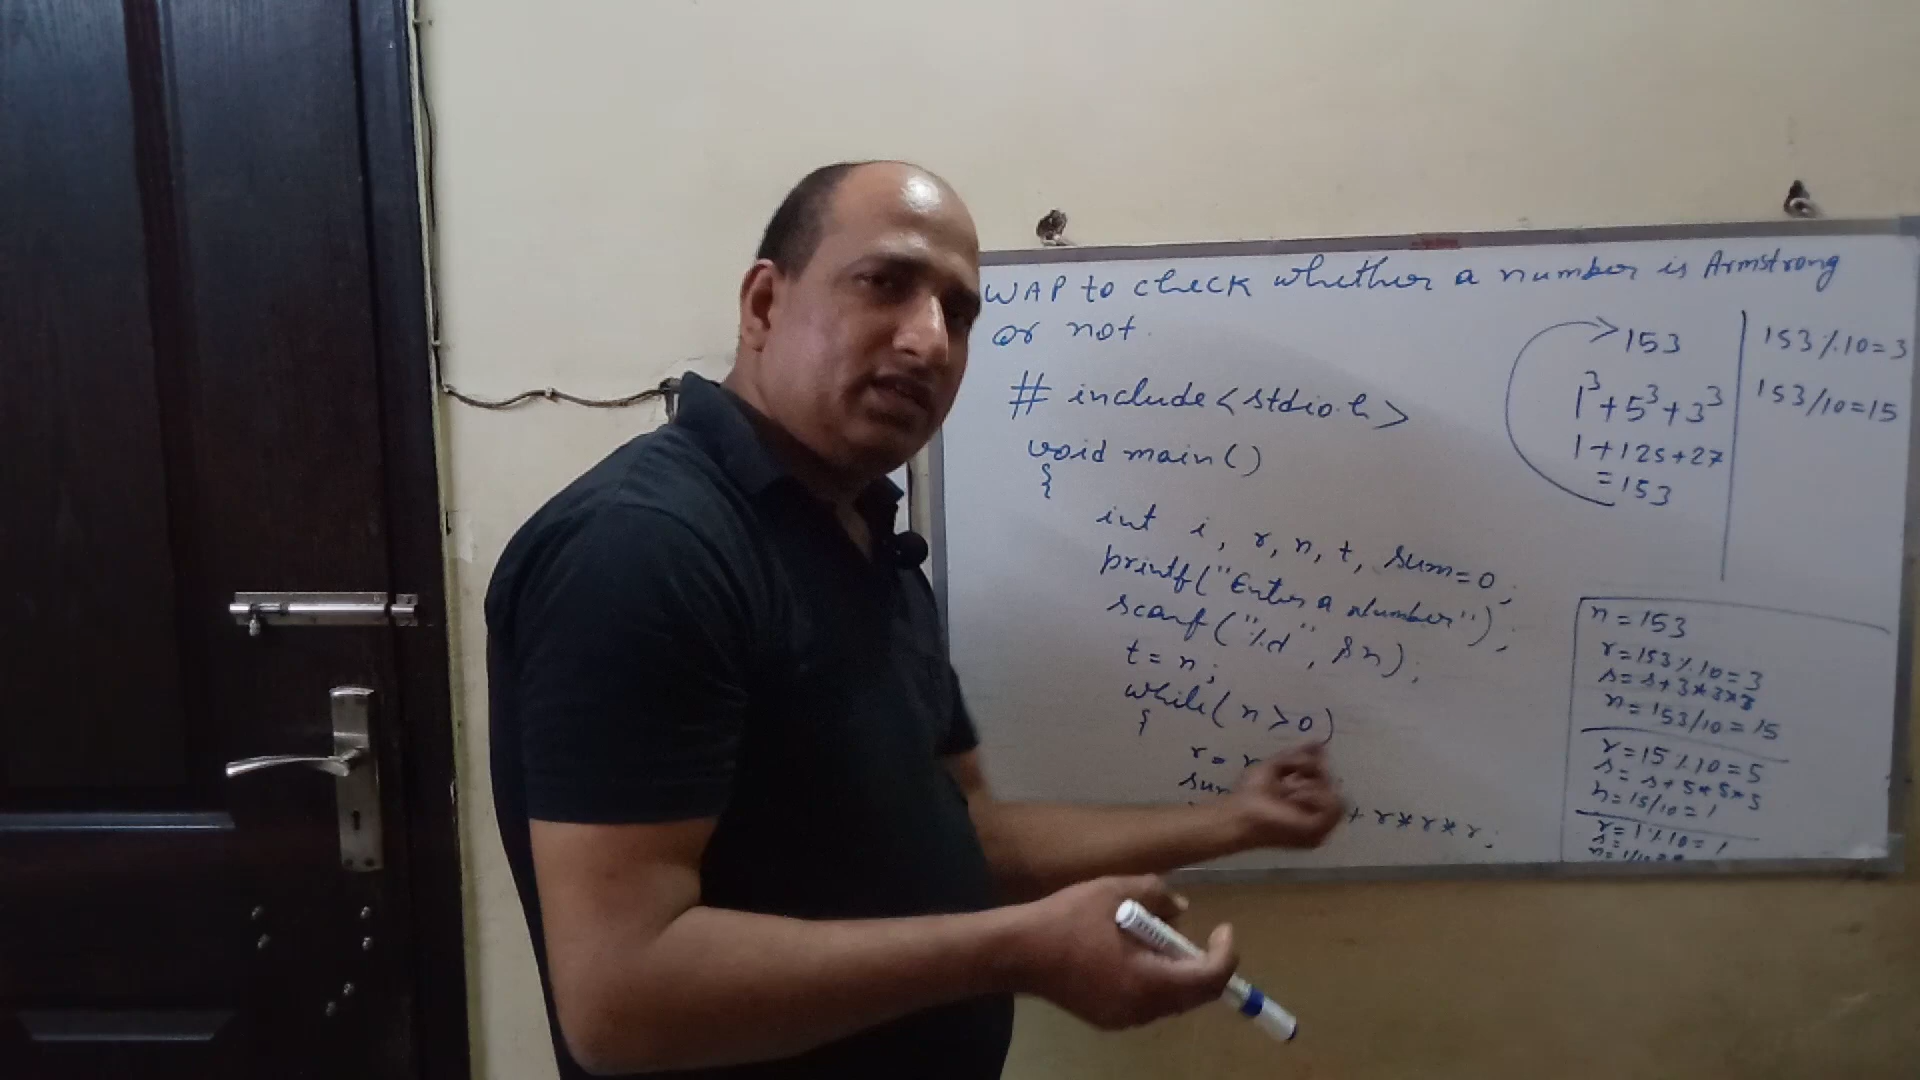 WAP to check whether a number is Armstrong
or not.
# include<stdio.h>
void main()
{
int i, r, n, t, sum=0;
printf("Enter a number");
scanf("%d", &n);
t = n;
while(n>0)
{
r =
+ r*r*r;
153
1³+5³+3³
1+125+27
=153
153%10=3
153/10=15
n=153
r=153%10=3
s=s+3*3*3
n=153/10=15
r=15%10=5
s=s+5*5*5
n=15/10=1
r=1%10=1
s=